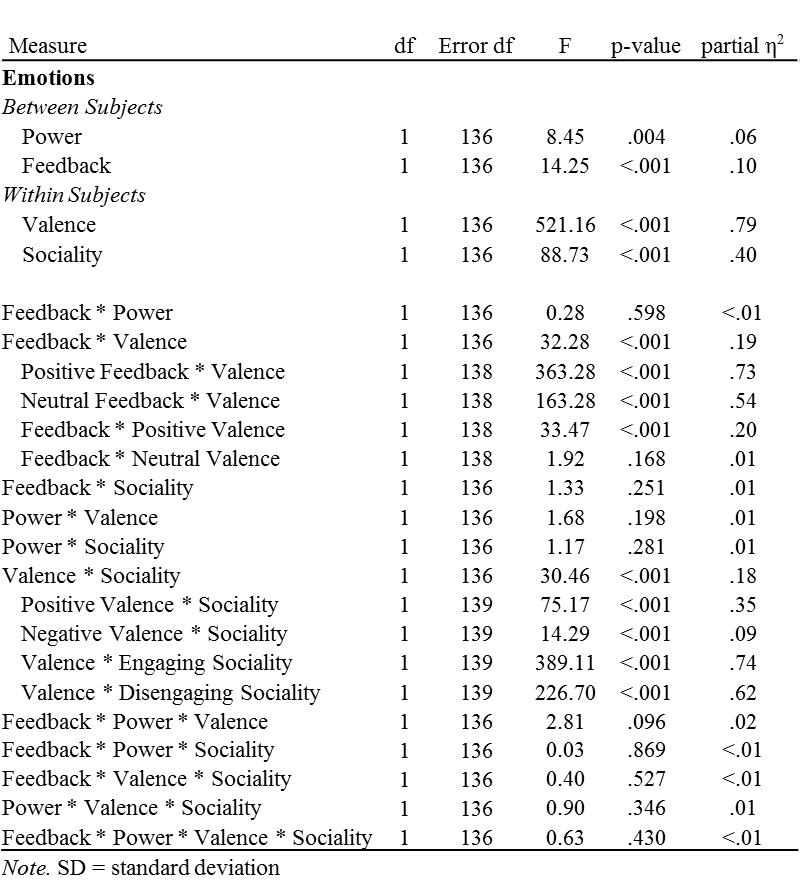 Measure df Error df F p-value partial η²
Emotions
Between Subjects
Power 1 136 8.45 .004 .06
Feedback 1 136 14.25 <.001 .10
Within Subjects
Valence 1 136 521.16 <.001 .79
Sociality 1 136 88.73 <.001 .40
Feedback * Power 1 136 0.28 .598 <.01
Feedback * Valence 1 136 32.28 <.001 .19
Positive Feedback * Valence 1 138 363.28 <.001 .73
Neutral Feedback * Valence 1 138 163.28 <.001 .54
Feedback * Positive Valence 1 138 33.47 <.001 .20
Feedback * Neutral Valence 1 138 1.92 .168 .01
Feedback * Sociality 1 136 1.33 .251 .01
Power * Valence 1 136 1.68 .198 .01
Power * Sociality 1 136 1.17 .281 .01
Valence * Sociality 1 136 30.46 <.001 .18
Positive Valence * Sociality 1 139 75.17 <.001 .35
Negative Valence * Sociality 1 139 14.29 <.001 .09
Valence * Engaging Sociality 1 139 389.11 <.001 .74
Valence * Disengaging Sociality 1 139 226.70 <.001 .62
Feedback * Power * Valence 1 136 2.81 .096 .02
Feedback * Power * Sociality 1 136 0.03 .869 <.01
Feedback * Valence * Sociality 1 136 0.40 .527 <.01
Power * Valence * Sociality 1 136 0.90 .346 .01
Feedback * Power * Valence * Sociality 1 136 0.63 .430 <.01
Note. SD = standard deviation